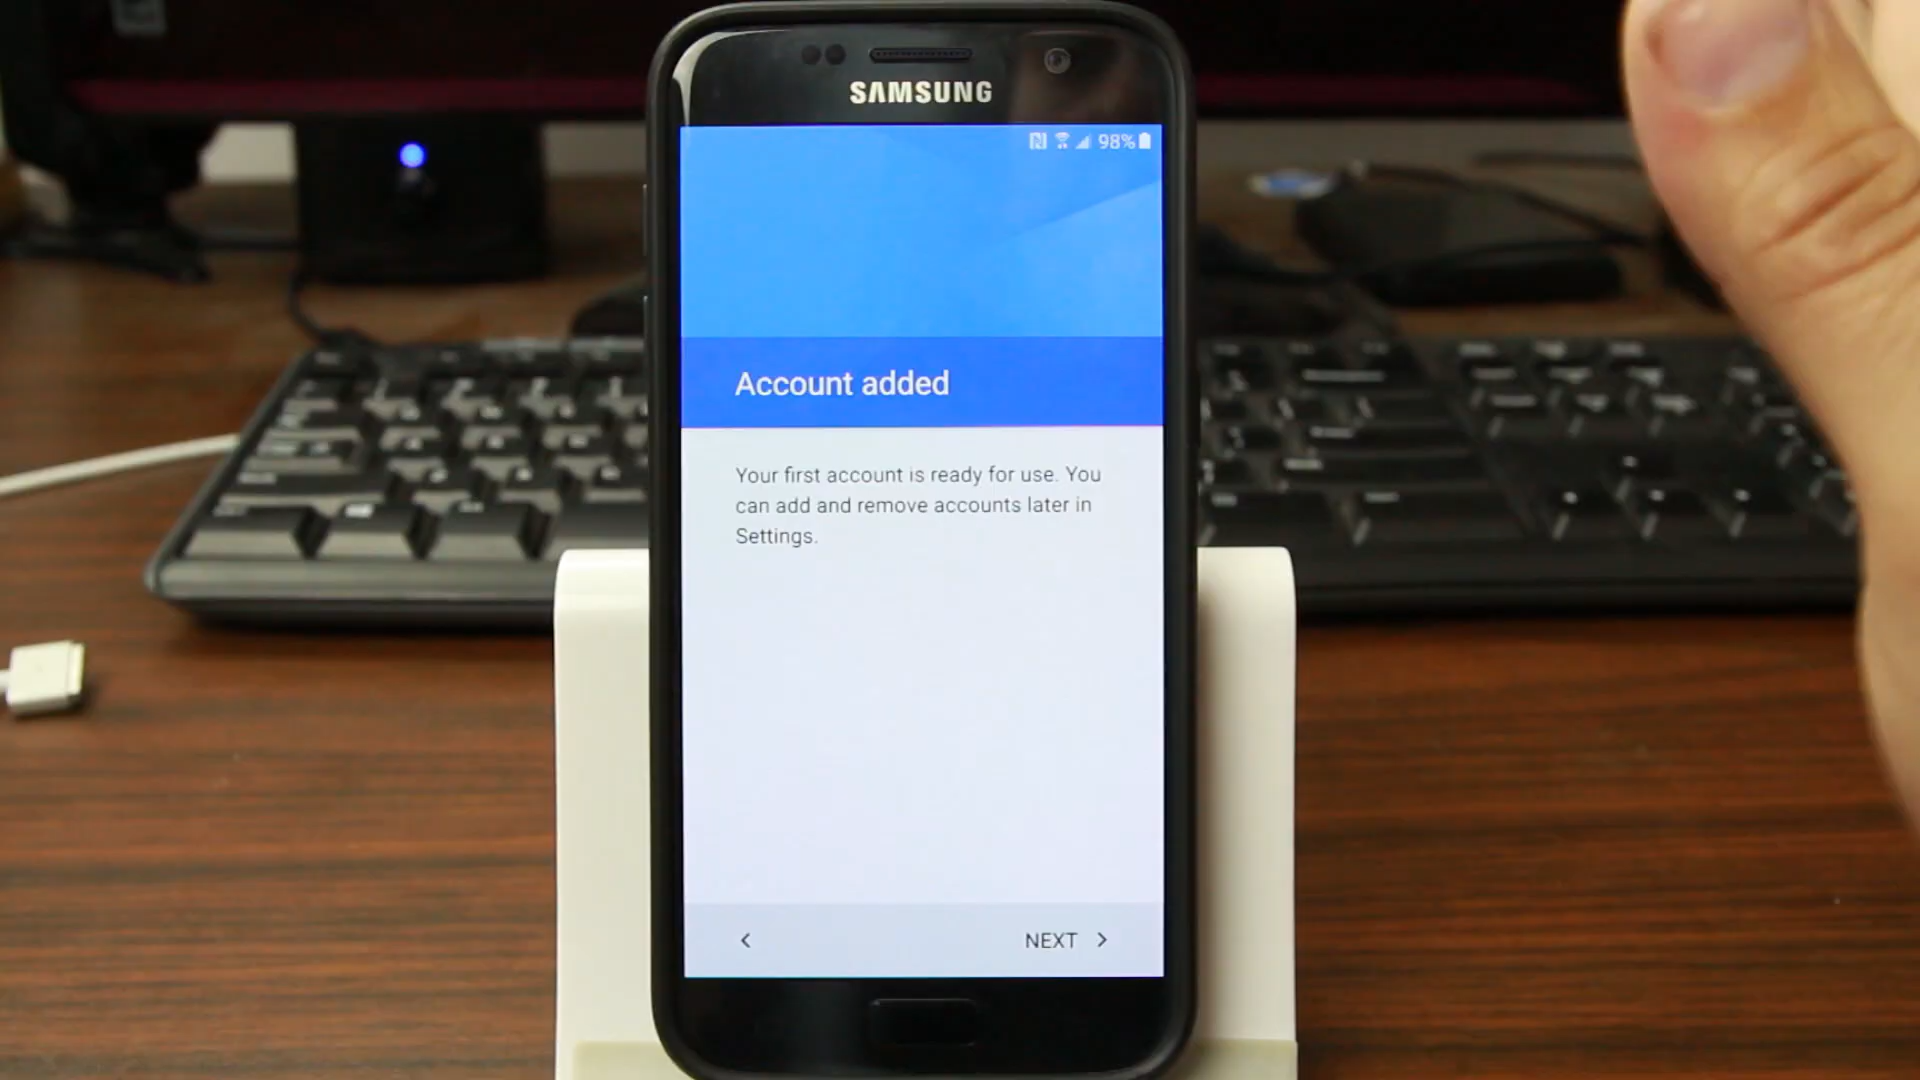 SAMSUNG
98%
Account added
Your first account is ready for use. You
can add and remove accounts later in
Settings.
NEXT